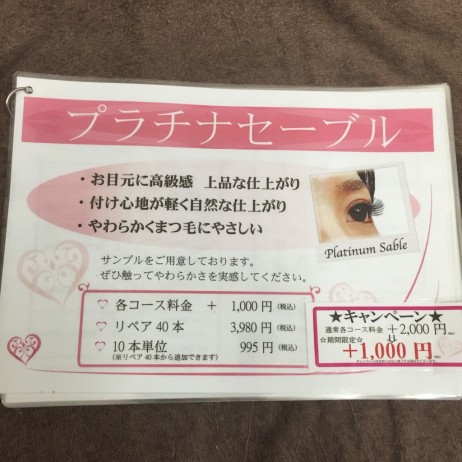 プラチナセーブル
・お目元に高級感 上品な仕上がり
・付け心地が軽く自然な仕上がり
・やわらかくまつ毛にやさしい
Platinum Sable
サンプルをご用意しております。
ぜひ触ってやわらかさを実感してください。
各コース料金 + 1,000円(税込)
リペア40本 3,980円(税込)
10本単位 995円(税込)
(※リペア40本から追加できます)
★キャンペーン★
通常各コース料金 +2,000円(税込)
☆期間限定☆ ⇓
+1,000円(税込)